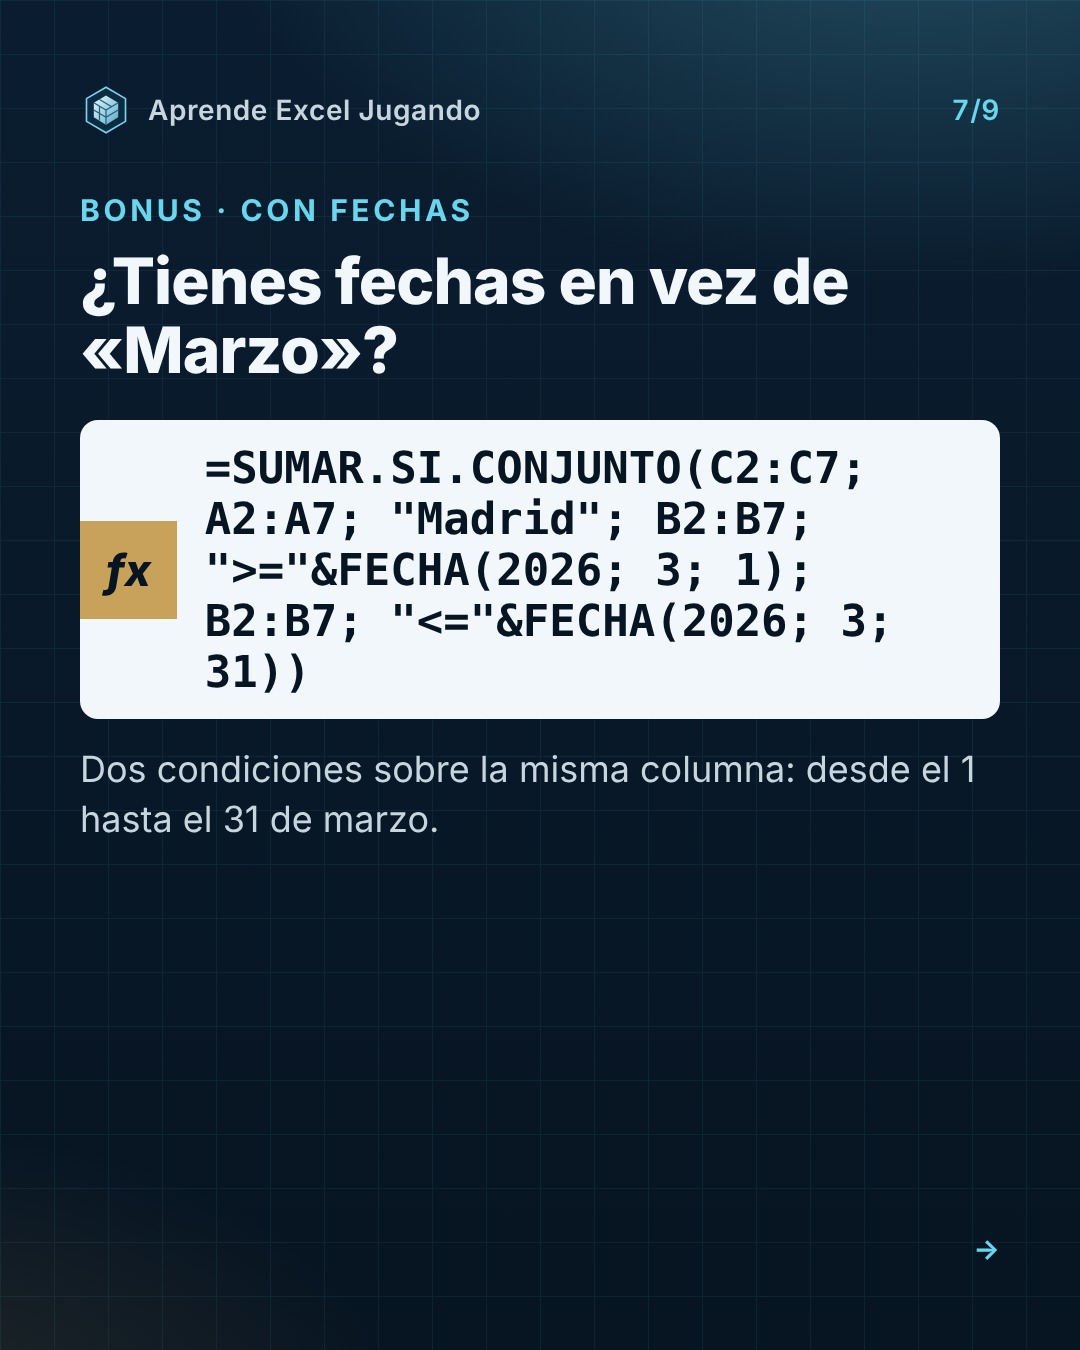 Aprende Excel Jugando
7/9
BONUS · CON FECHAS
¿Tienes fechas en vez de
«Marzo»?
fx
=SUMAR.SI.CONJUNTO(C2:C7;
A2:A7; "Madrid"; B2:B7;
">="&FECHA(2026; 3; 1);
B2:B7; "<="&FECHA(2026; 3;
31))
Dos condiciones sobre la misma columna: desde el 1
hasta el 31 de marzo.
→